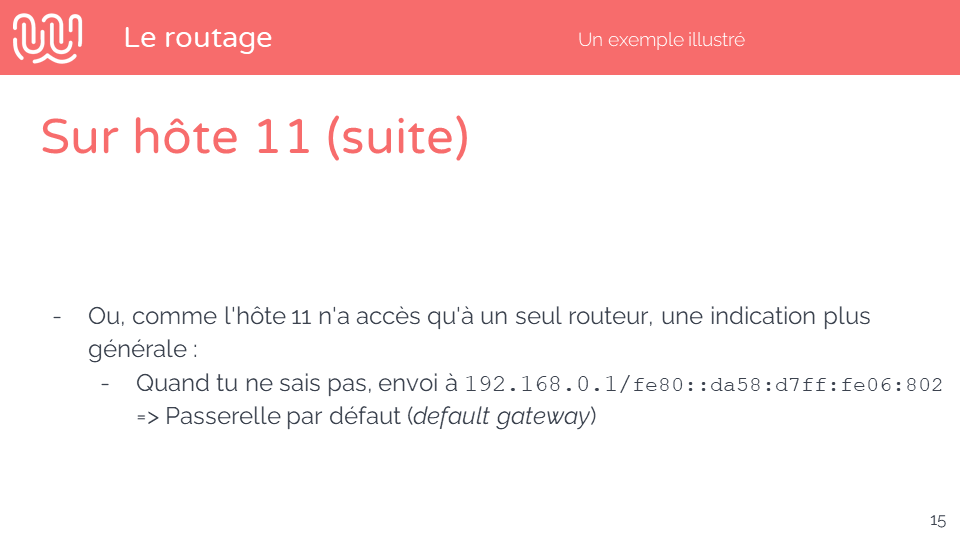 Le routage
Un exemple illustré
Sur hôte 11 (suite)
- Ou, comme l'hôte 11 n'a accès qu'à un seul routeur, une indication plus
générale :
- Quand tu ne sais pas, envoi à 192.168.0.1/fe80::da58:d7ff:fe06:802
=> Passerelle par défaut (default gateway)
15